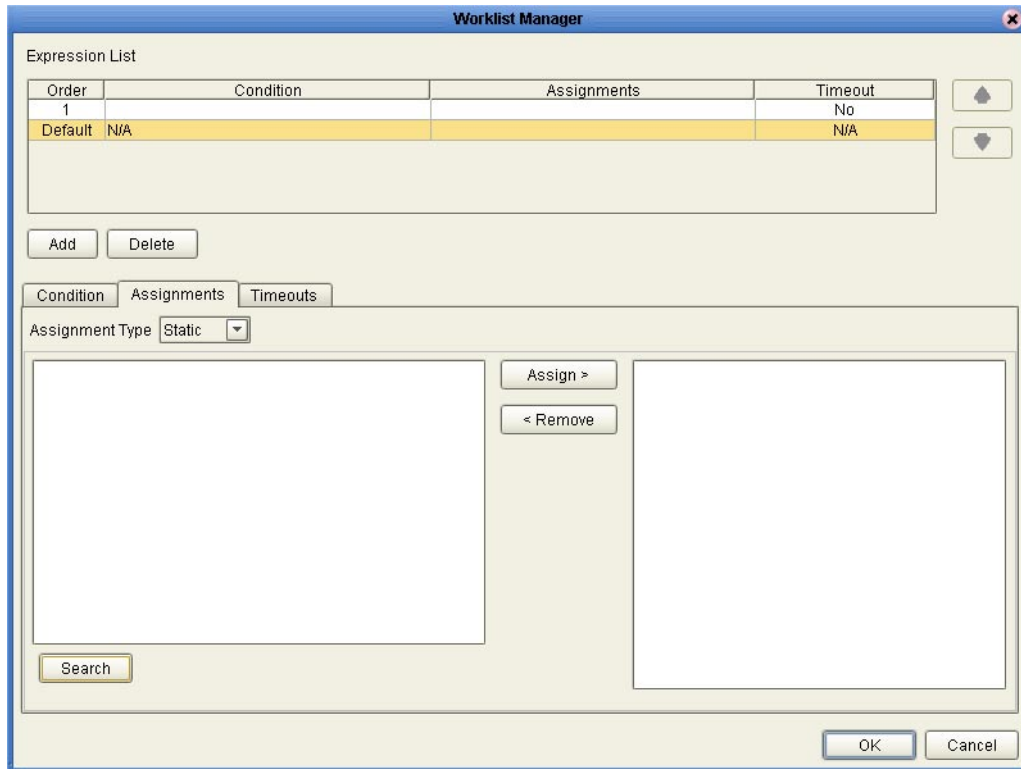 Worklist Manager
Expression List
Order Condition Assignments Timeout
1 No
Default N/A N/A
Add Delete
Condition Assignments Timeouts
Assignment Type Static
Assign >
< Remove
Search
OK Cancel